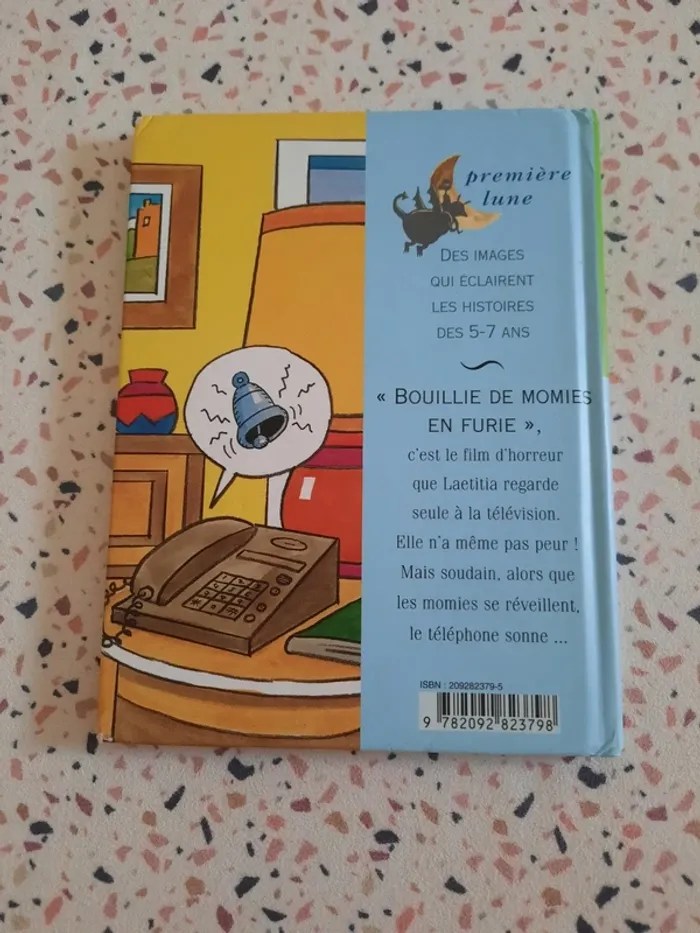 première
lune
DES IMAGES
QUI ÉCLAIRENT
LES HISTOIRES
DES 5-7 ANS
« BOUILLIE DE MOMIES
EN FURIE »,
c'est le film d'horreur
que Laetitia regarde
seule à la télévision.
Elle n'a même pas peur !
Mais soudain, alors que
les momies se réveillent,
le téléphone sonne ...
ISBN : 209282379-5
9 782092 823798